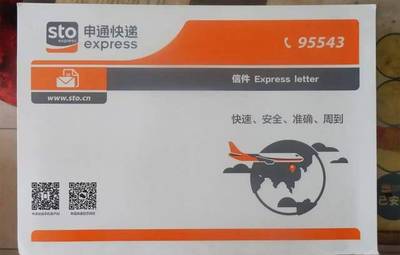 sto
express
申通快递
express
95543
信件 Express letter
www.sto.cn
快速、安全、准确、周到